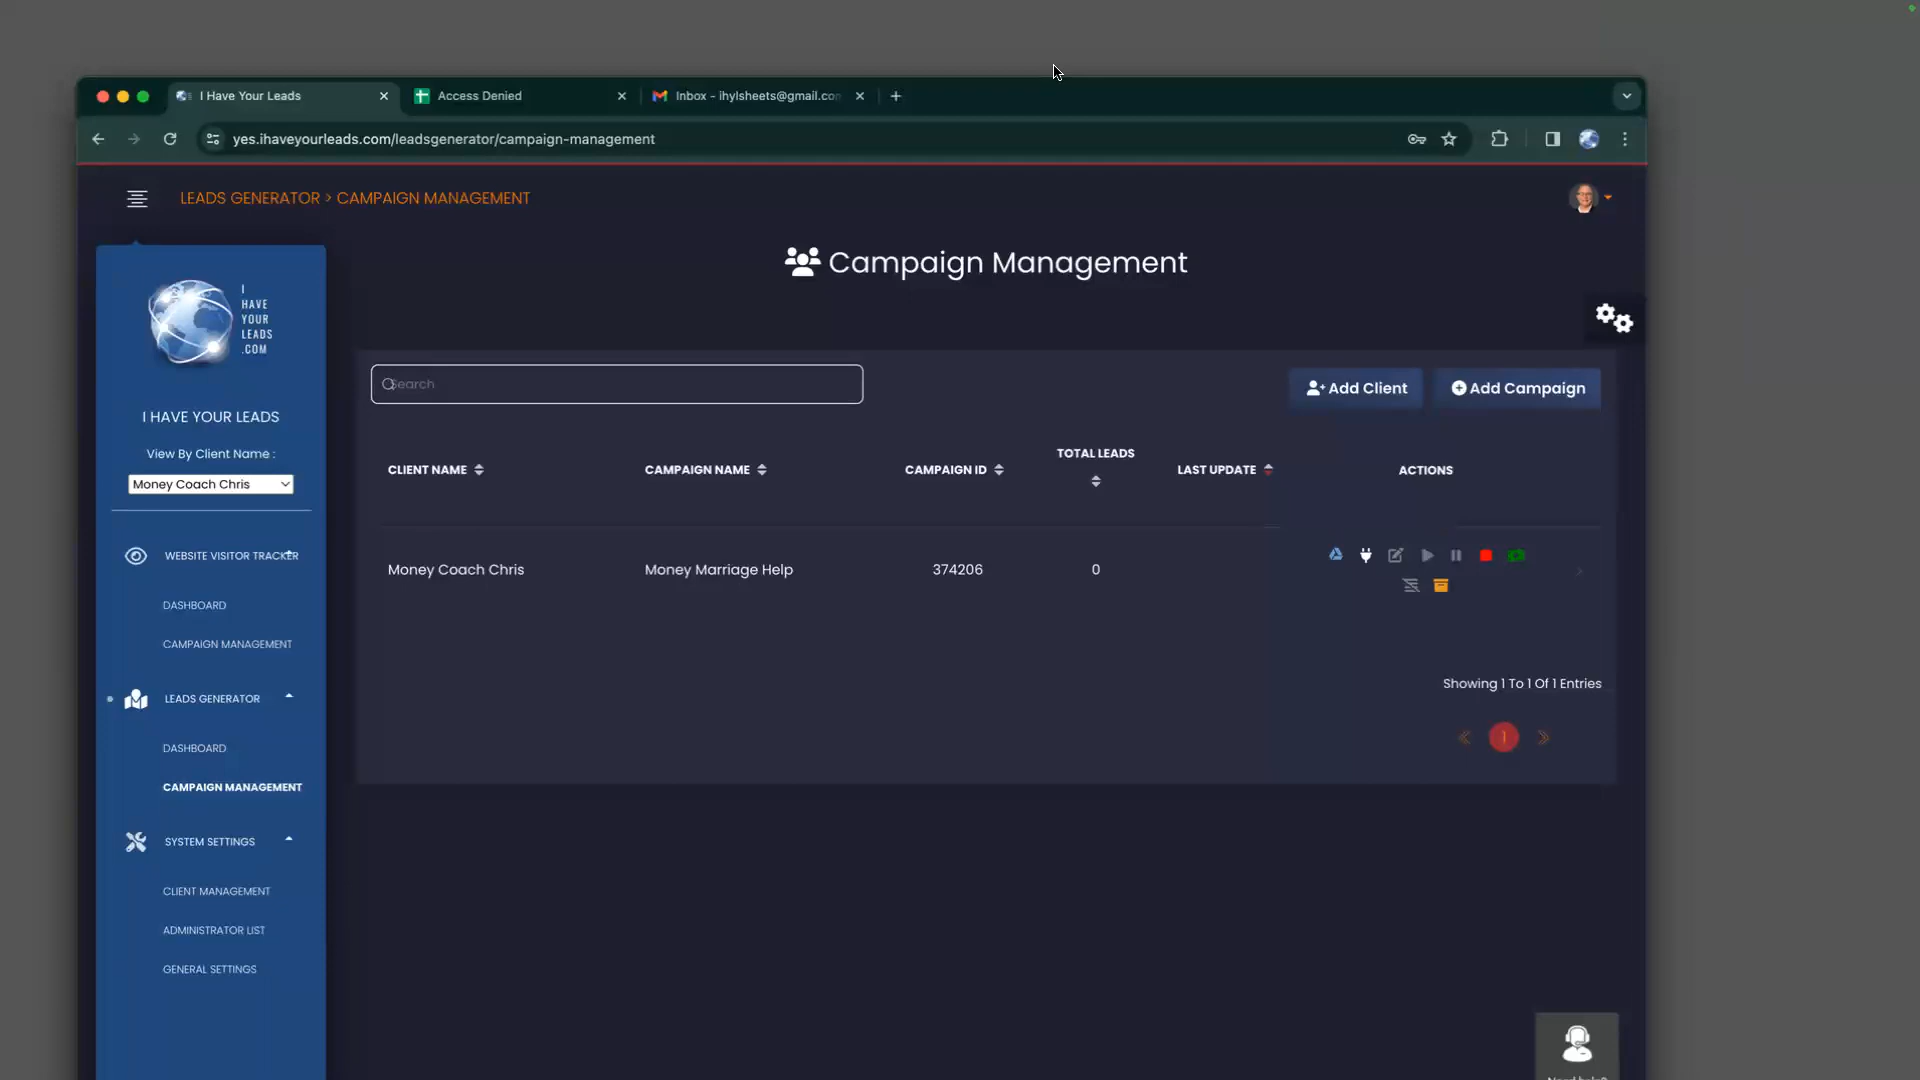 I Have Your Leads
Access Denied
Inbox - ihylsheets@gmail.co
yes.ihaveyourleads.com/leadsgenerator/campaign-management
LEADS GENERATOR > CAMPAIGN MANAGEMENT
Campaign Management
I
HAVE
YOUR
LEADS
.COM
I HAVE YOUR LEADS
View By Client Name :
Money Coach Chris
WEBSITE VISITOR TRACKER
DASHBOARD
CAMPAIGN MANAGEMENT
LEADS GENERATOR
DASHBOARD
CAMPAIGN MANAGEMENT
SYSTEM SETTINGS
CLIENT MANAGEMENT
ADMINISTRATOR LIST
GENERAL SETTINGS
Search
Add Client
Add Campaign
CLIENT NAME CAMPAIGN NAME CAMPAIGN ID TOTAL LEADS LAST UPDATE ACTIONS
Money Coach Chris Money Marriage Help 374206 0
Showing 1 To 1 Of 1 Entries
« 1 »